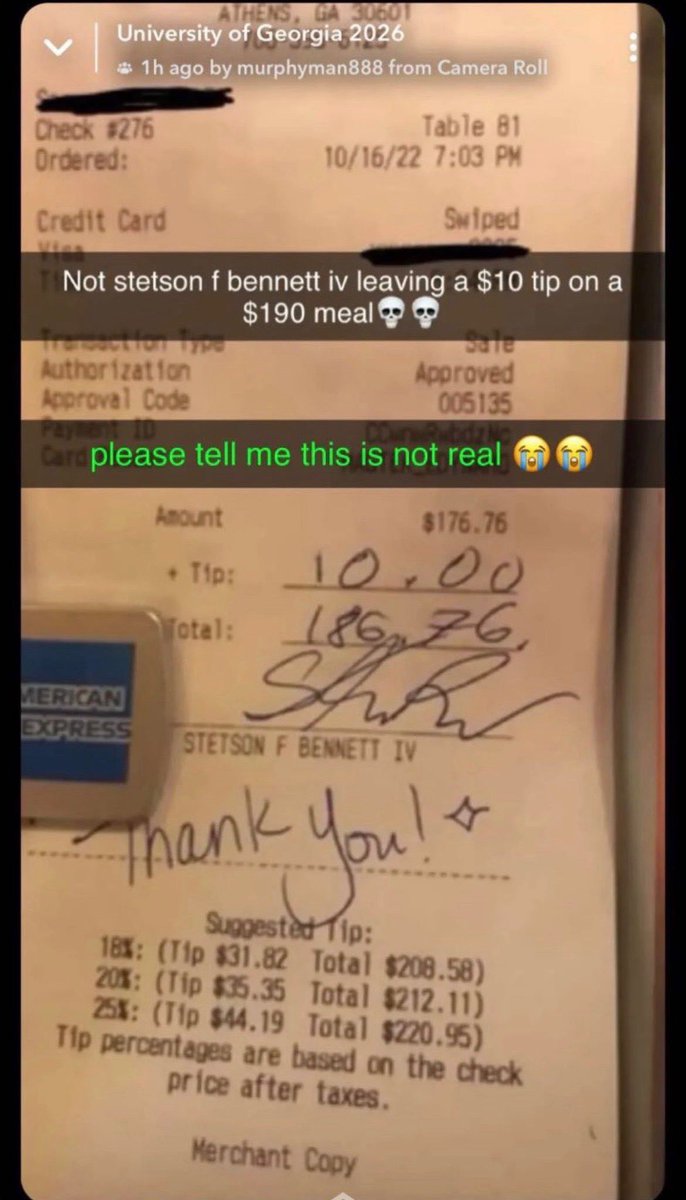 ATHENS, GA 30601
University of Georgia 2026
1h ago by murphyman888 from Camera Roll
Check #276 Table 81
Ordered: 10/16/22 7:03 PM
Credit Card Swiped
Visa
Not stetson f bennett iv leaving a $10 tip on a
$190 meal💀💀
Transaction Type Sale
Authorization Approved
Approval Code 005135
Payment ID
Card
please tell me this is not real 😭😭
Amount $176.76
+ Tip: 10.00
Total: 186.76
STETSON F BENNETT IV
MERICAN
EXPRESS
Thank you!
Suggested Tip:
18%: (Tip $31.82 Total $208.58)
20%: (Tip $35.35 Total $212.11)
25%: (Tip $44.19 Total $220.95)
Tip percentages are based on the check
price after taxes.
Merchant Copy